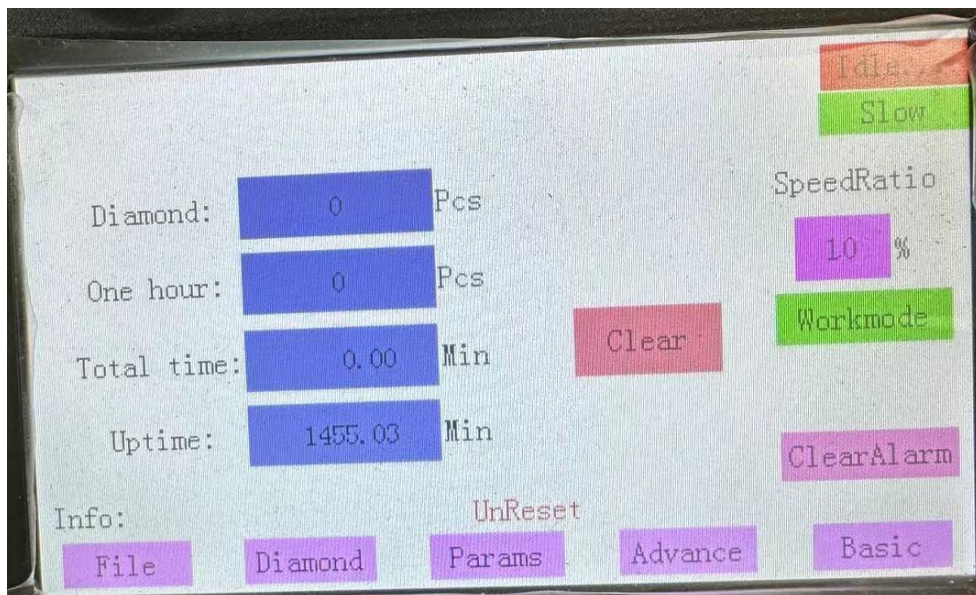 Idle...
Slow
SpeedRatio
Diamond: 0 Pcs
10 %
One hour: 0 Pcs
Workmode
Clear
Total time: 0.00 Min
Uptime: 1455.03 Min
ClearAlarm
Info: UnReset
File Diamond Params Advance Basic